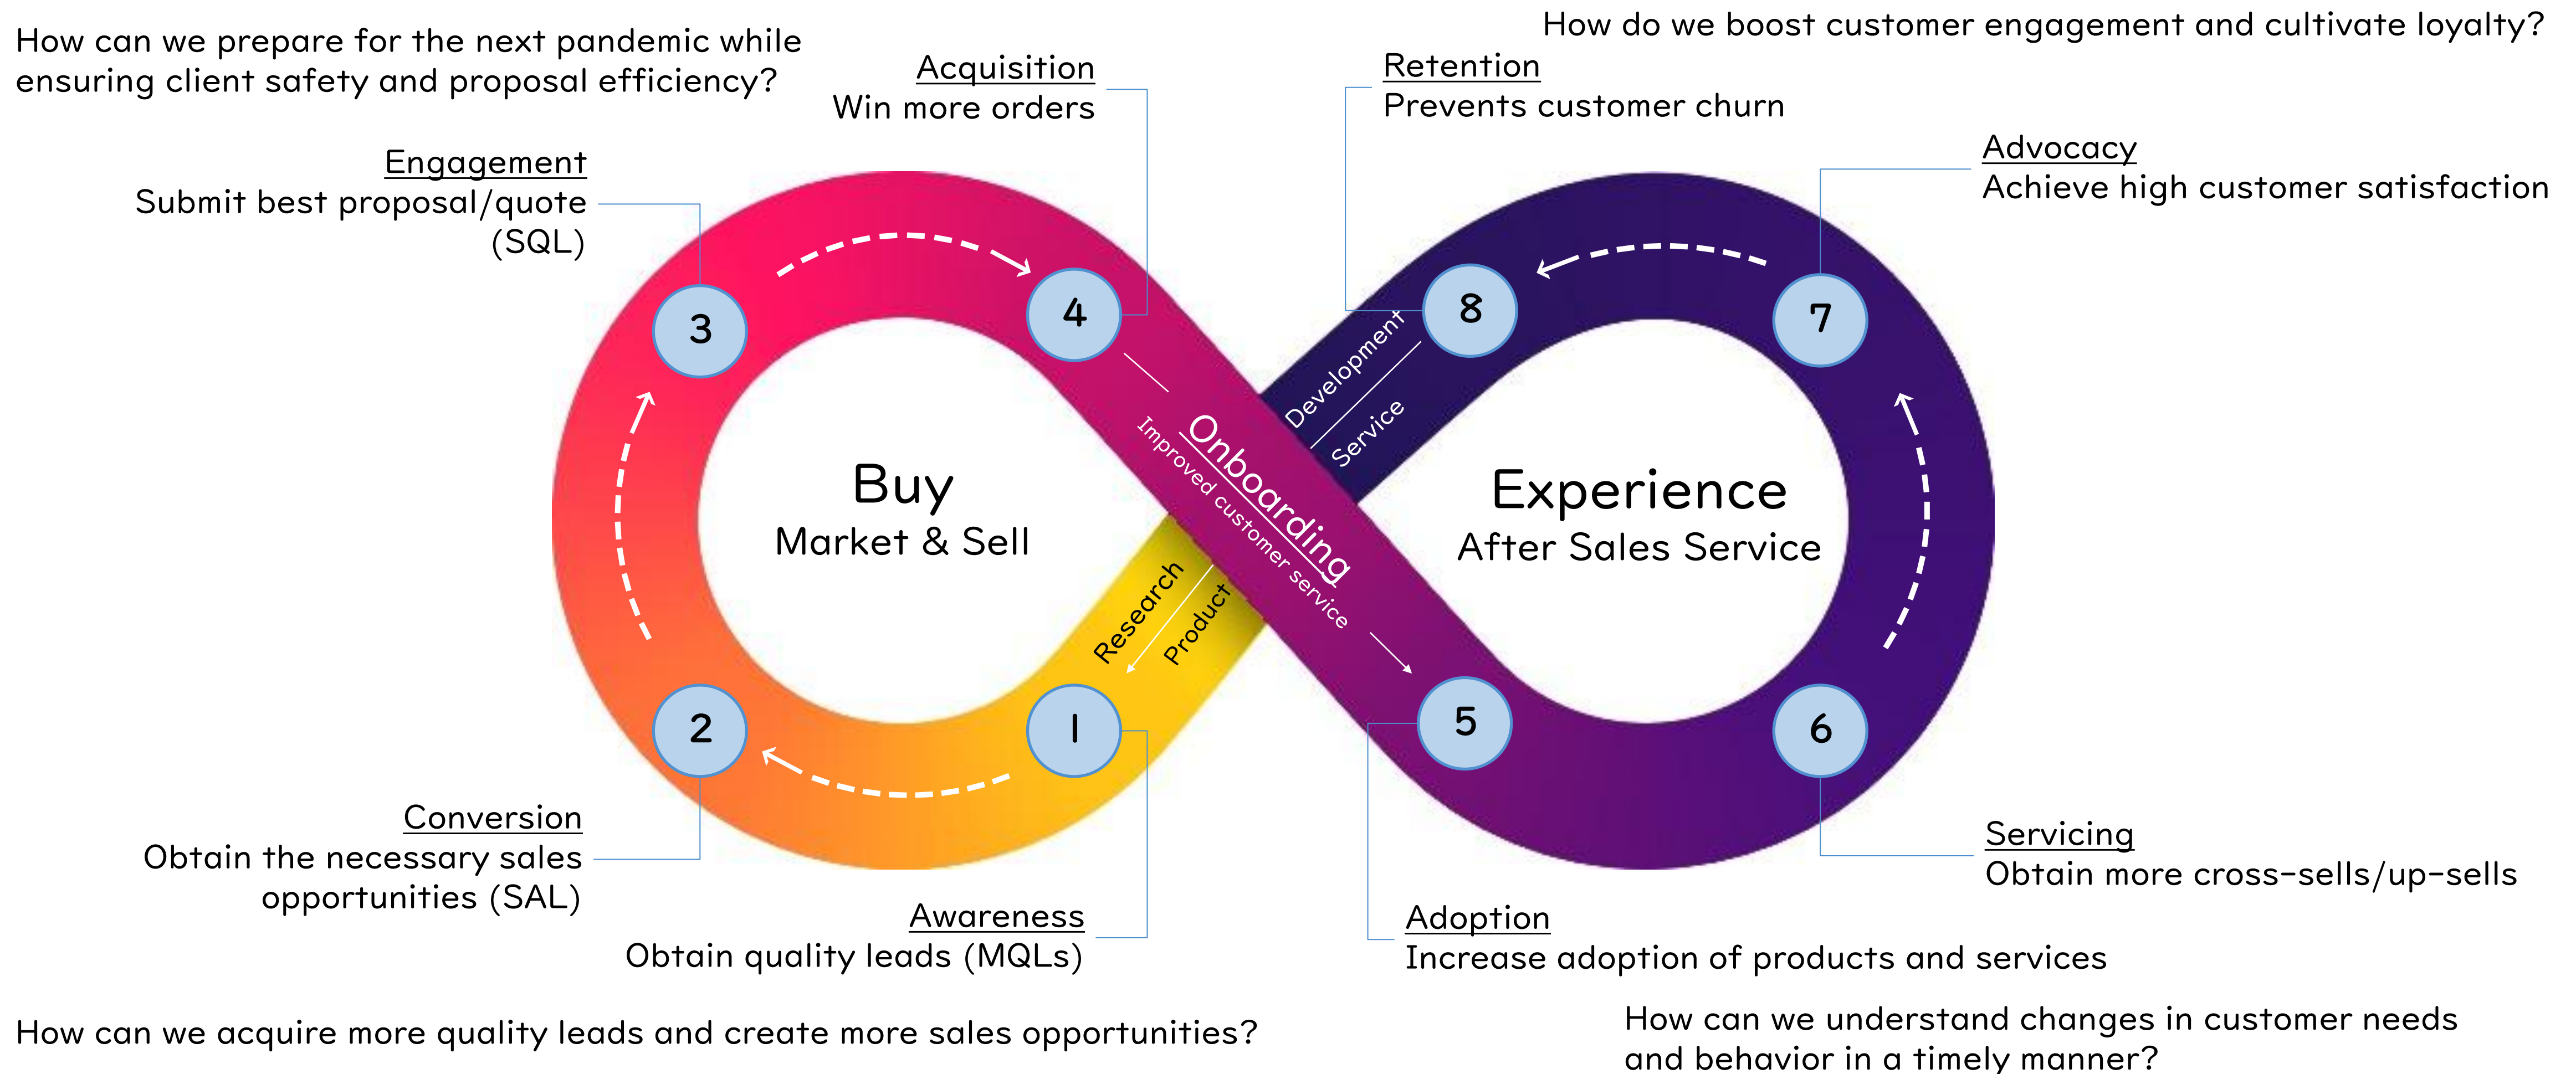 How can we prepare for the next pandemic while
ensuring client safety and proposal efficiency?
How do we boost customer engagement and cultivate loyalty?
Acquisition
Win more orders
Retention
Prevents customer churn
Engagement
Submit best proposal/quote
(SQL)
Advocacy
Achieve high customer satisfaction
3
4
8
7
Development
Service
Onboarding
Improved customer service
Buy
Market & Sell
Experience
After Sales Service
Research
Product
2
1
5
6
Conversion
Obtain the necessary sales
opportunities (SAL)
Awareness
Obtain quality leads (MQLs)
Adoption
Increase adoption of products and services
Servicing
Obtain more cross-sells/up-sells
How can we acquire more quality leads and create more sales opportunities?
How can we understand changes in customer needs
and behavior in a timely manner?